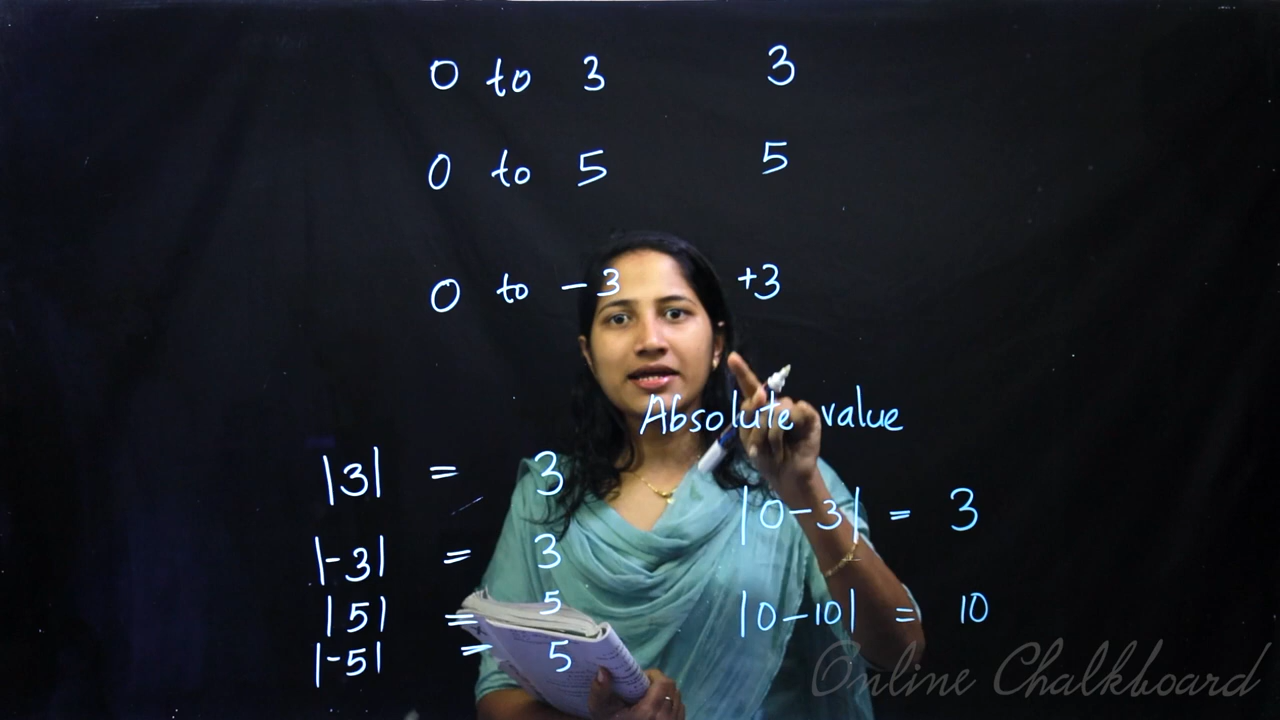 0 to 3 3
0 to 5 5
0 to -3 +3
Absolute value
|3| = 3
|-3| = 3
|5| = 5
|-5| = 5
|0-3| = 3
|0-10| = 10
Online Chalkboard